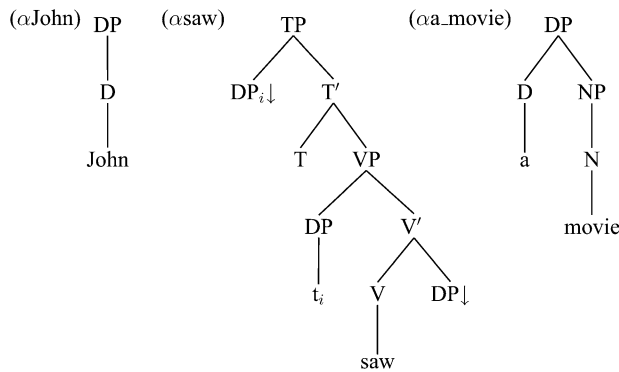 (αJohn) DP (αsaw) TP (αa_movie) DP
D DPi↓ T′ D NP
John T VP a N
DP V′ movie
ti V DP↓
saw